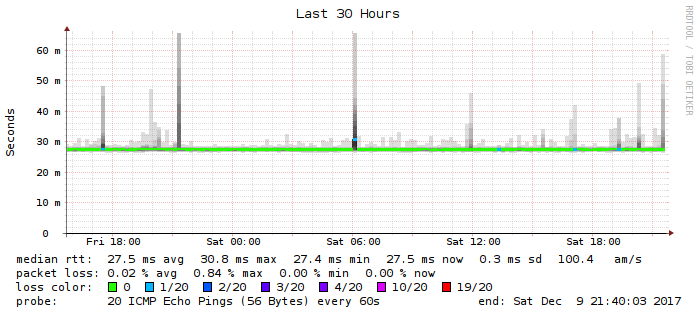 Last 30 Hours
RRDTOOL / TOBI OETIKER
Seconds
60 m
50 m
40 m
30 m
20 m
10 m
0
Fri 18:00 Sat 00:00 Sat 06:00 Sat 12:00 Sat 18:00
median rtt: 27.5 ms avg 30.8 ms max 27.4 ms min 27.5 ms now 0.3 ms sd 100.4 am/s
packet loss: 0.02 % avg 0.84 % max 0.00 % min 0.00 % now
loss color: 0 1/20 2/20 3/20 4/20 10/20 19/20
probe: 20 ICMP Echo Pings (56 Bytes) every 60s end: Sat Dec 9 21:40:03 2017